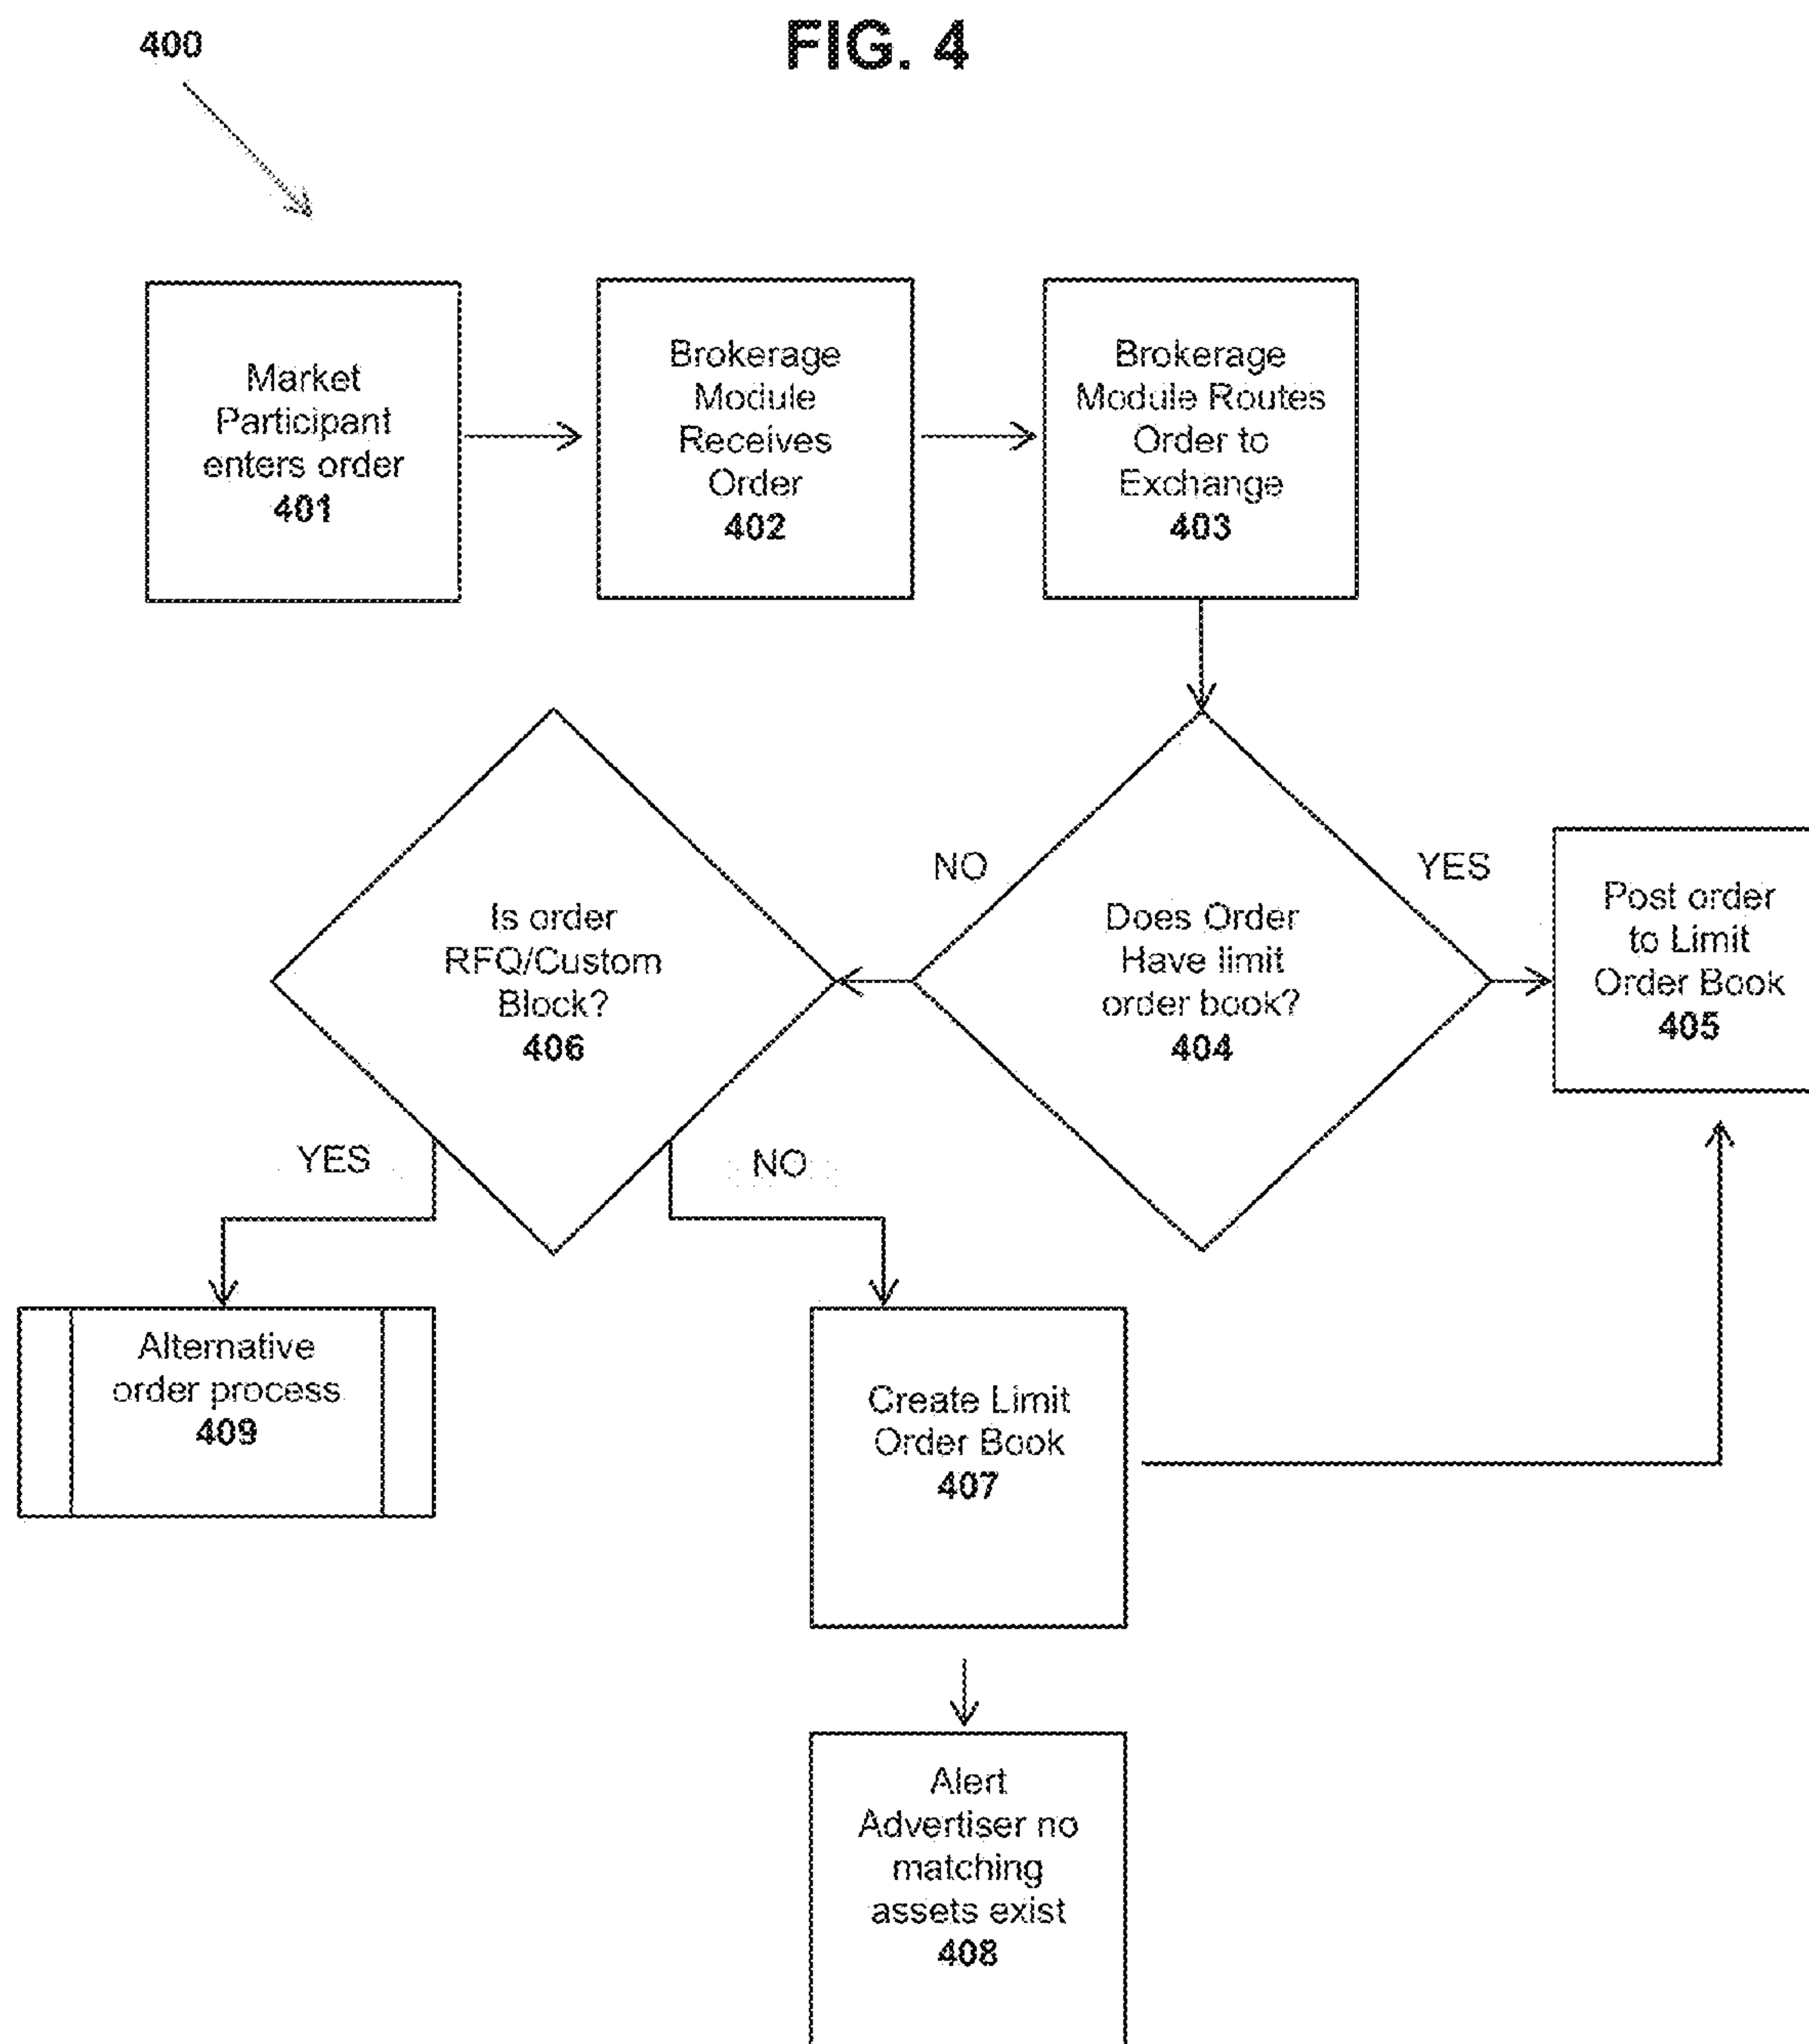 FIG. 4
400
Market
Participant
enters order
401
Brokerage
Module
Receives
Order
402
Brokerage
Module Routes
Order to
Exchange
403
NO
YES
Is order
RFQ/Custom
Block?
406
Does Order
Have limit
order book?
404
Post order
to Limit
Order Book
405
YES
NO
Alternative
order process
409
Create Limit
Order Book
407
Alert
Advertiser no
matching
assets exist
408